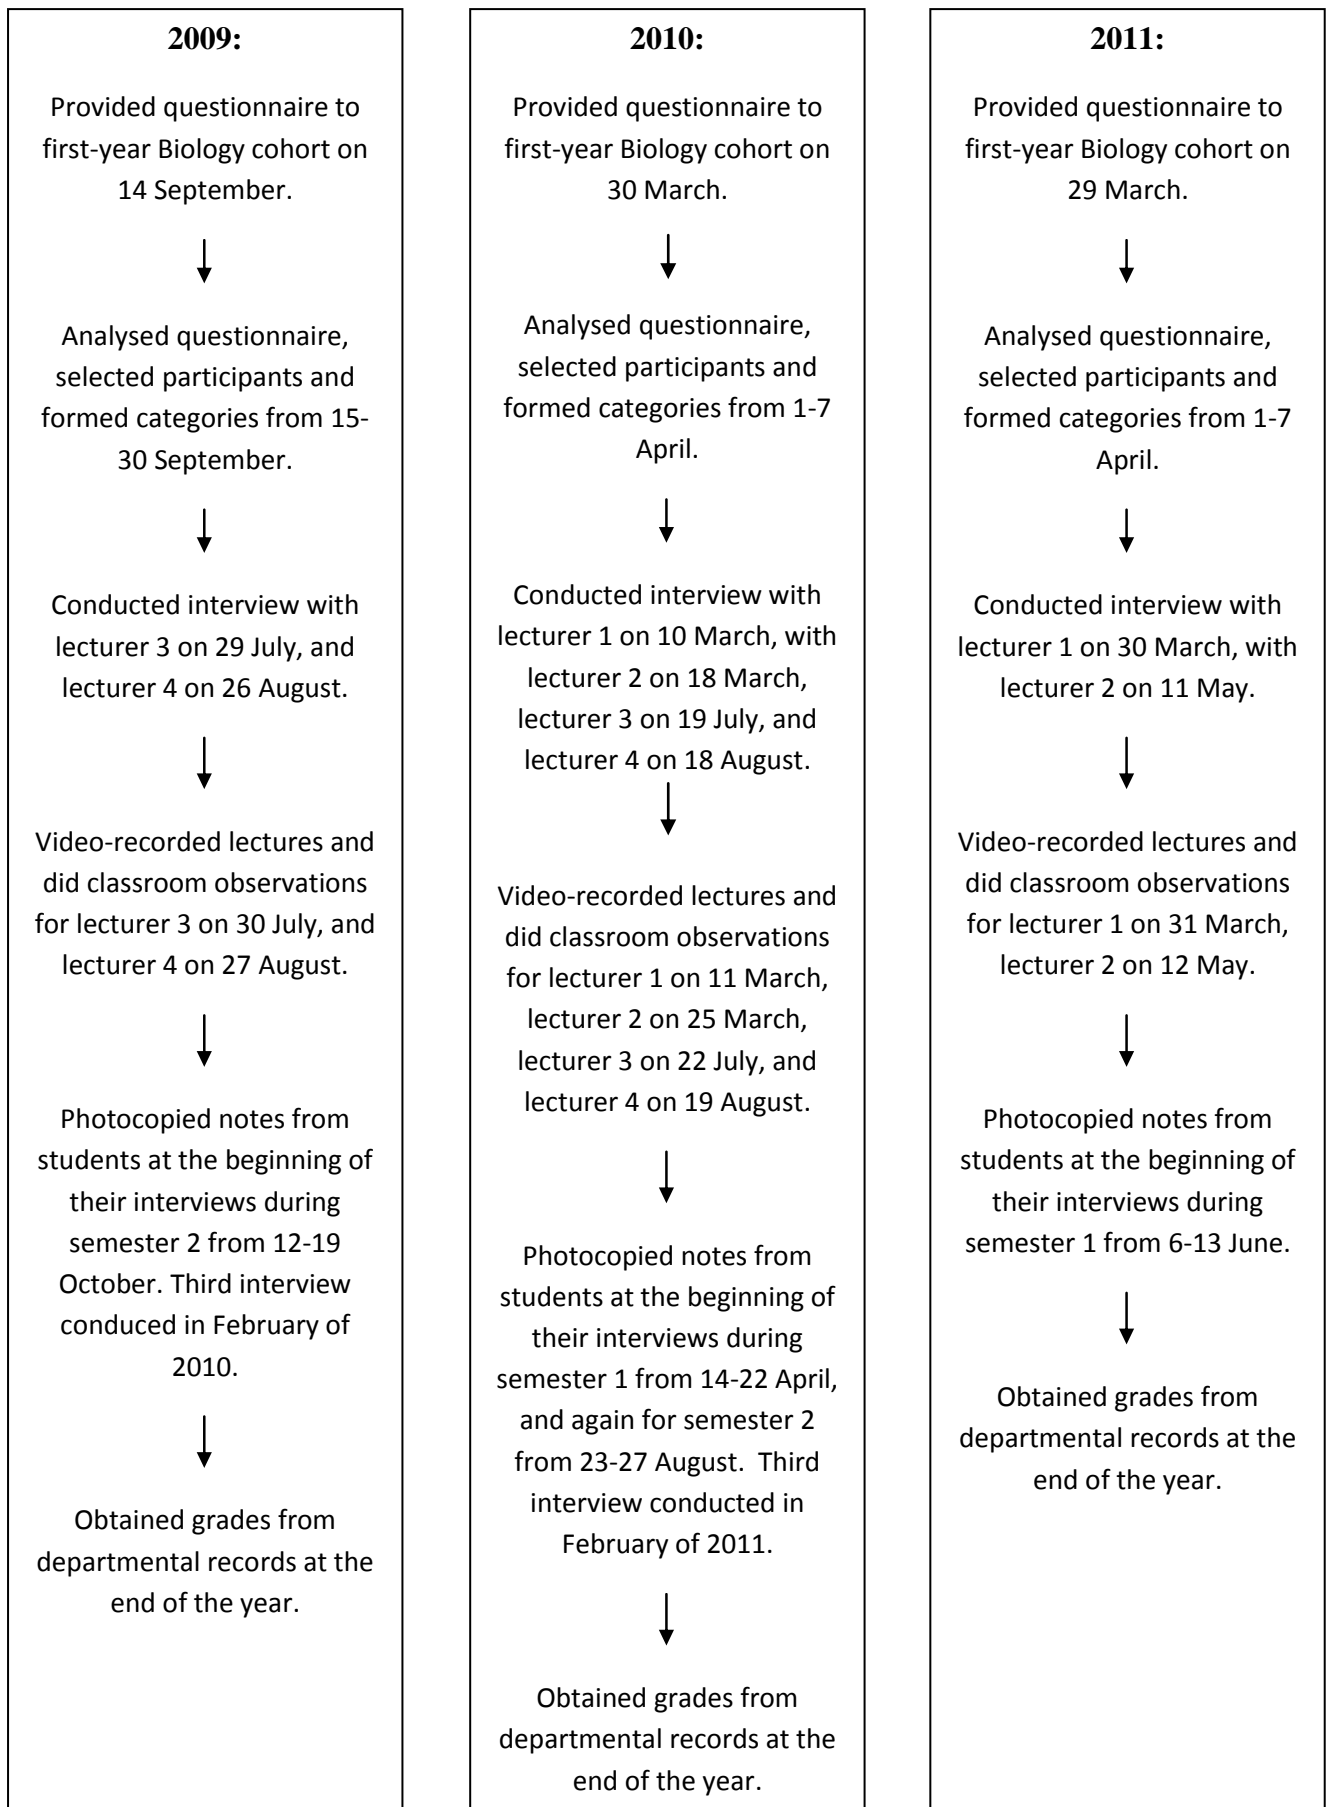 2009:
Provided questionnaire to
first-year Biology cohort on
14 September.
Analysed questionnaire,
selected participants and
formed categories from 15-
30 September.
Conducted interview with
lecturer 3 on 29 July, and
lecturer 4 on 26 August.
Video-recorded lectures and
did classroom observations
for lecturer 3 on 30 July, and
lecturer 4 on 27 August.
Photocopied notes from
students at the beginning of
their interviews during
semester 2 from 12-19
October. Third interview
conduced in February of
2010.
Obtained grades from
departmental records at the
end of the year.
2010:
Provided questionnaire to
first-year Biology cohort on
30 March.
Analysed questionnaire,
selected participants and
formed categories from 1-7
April.
Conducted interview with
lecturer 1 on 10 March, with
lecturer 2 on 18 March,
lecturer 3 on 19 July, and
lecturer 4 on 18 August.
Video-recorded lectures and
did classroom observations
for lecturer 1 on 11 March,
lecturer 2 on 25 March,
lecturer 3 on 22 July, and
lecturer 4 on 19 August.
Photocopied notes from
students at the beginning of
their interviews during
semester 1 from 14-22 April,
and again for semester 2
from 23-27 August.  Third
interview conducted in
February of 2011.
Obtained grades from
departmental records at the
end of the year.
2011:
Provided questionnaire to
first-year Biology cohort on
29 March.
Analysed questionnaire,
selected participants and
formed categories from 1-7
April.
Conducted interview with
lecturer 1 on 30 March, with
lecturer 2 on 11 May.
Video-recorded lectures and
did classroom observations
for lecturer 1 on 31 March,
lecturer 2 on 12 May.
Photocopied notes from
students at the beginning of
their interviews during
semester 1 from 6-13 June.
Obtained grades from
departmental records at the
end of the year.